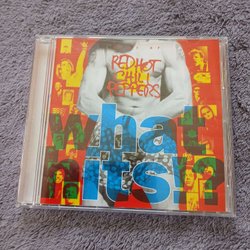 RED HOT
CHILI
PEPPERS
what
hits!?